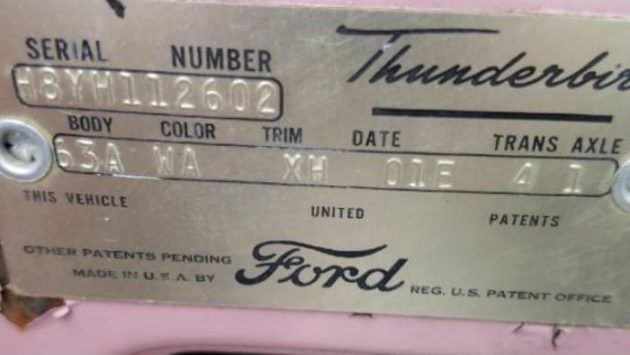 SERIAL NUMBER Thunderbir
H8YH112602
BODY COLOR TRIM DATE TRANS AXLE
63A WA XH 01E 4 1
THIS VEHICLE UNITED PATENTS
OTHER PATENTS PENDING
MADE IN U.S.A. BY Ford REG. U.S. PATENT OFFICE